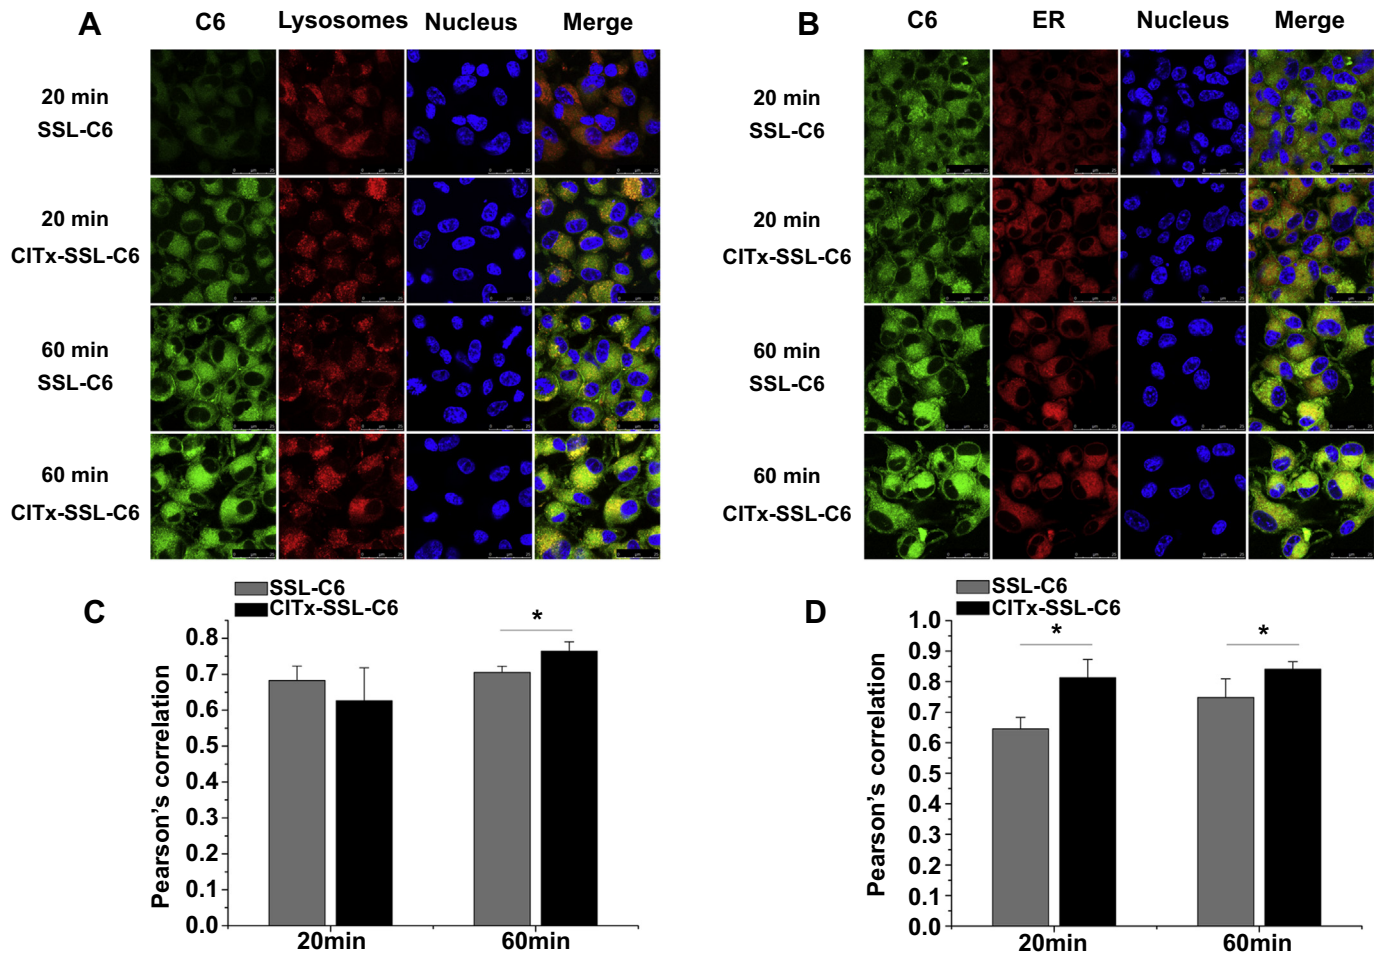 A
C6 Lysosomes Nucleus Merge
20 min
SSL-C6
20 min
CITx-SSL-C6
60 min
SSL-C6
60 min
CITx-SSL-C6
B
C6 ER Nucleus Merge
20 min
SSL-C6
20 min
CITx-SSL-C6
60 min
SSL-C6
60 min
CITx-SSL-C6
C
SSL-C6
CITx-SSL-C6
*
Pearson's correlation
0.8
0.7
0.6
0.5
0.4
0.3
0.2
0.1
0.0
20min 60min
D
SSL-C6
CITx-SSL-C6
* *
Pearson's correlation
1.0
0.9
0.8
0.7
0.6
0.5
0.4
0.3
0.2
0.1
0.0
20min 60min